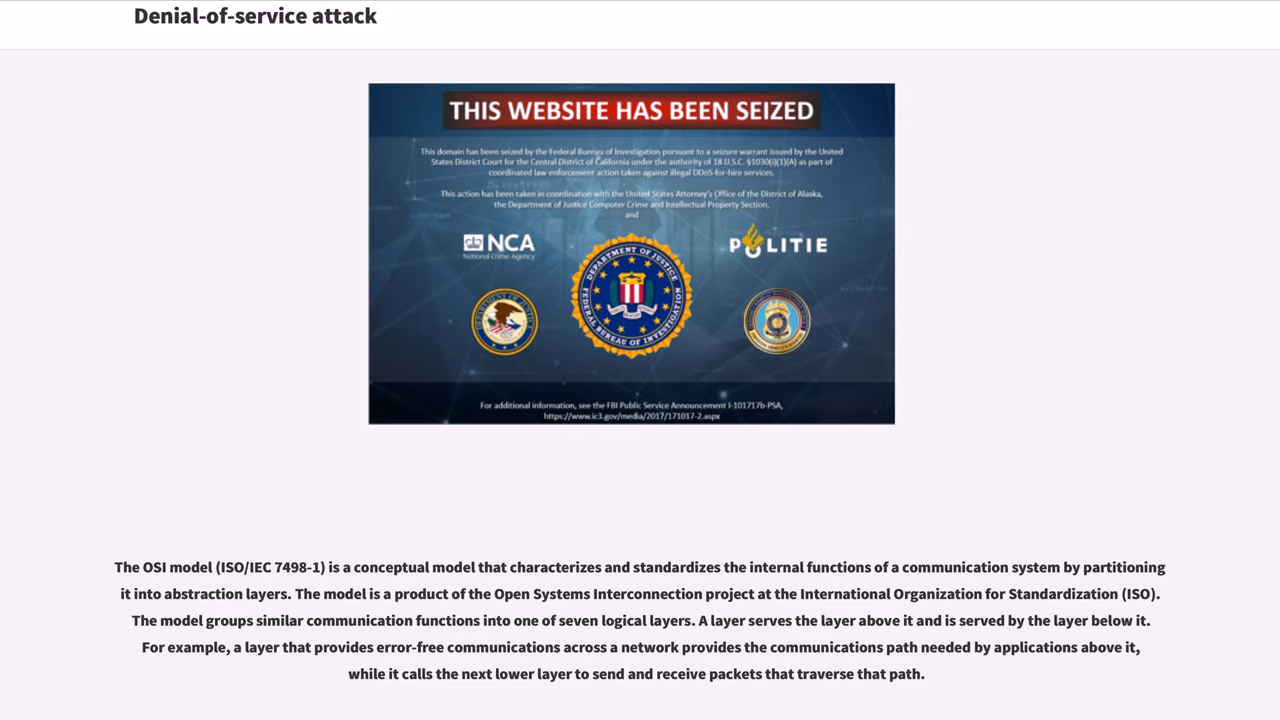 Denial-of-service attack
THIS WEBSITE HAS BEEN SEIZED
This domain has been seized by the Federal Bureau of Investigation pursuant to a seizure warrant issued by the United
States District Court for the Central District of California under the authority of 18 U.S.C. §1030(i)(1)(A) as part of
coordinated law enforcement action taken against illegal DDoS-for-hire services.
This action has been taken in coordination with the United States Attorney's Office of the District of Alaska,
the Department of Justice Computer Crime and Intellectual Property Section,
and
NCA
National Crime Agency
POLITIE
DEPARTMENT OF JUSTICE
FEDERAL BUREAU OF INVESTIGATION
For additional information, see the FBI Public Service Announcement I-101717b-PSA,
https://www.ic3.gov/media/2017/171017-2.aspx
The OSI model (ISO/IEC 7498-1) is a conceptual model that characterizes and standardizes the internal functions of a communication system by partitioning
it into abstraction layers. The model is a product of the Open Systems Interconnection project at the International Organization for Standardization (ISO).
The model groups similar communication functions into one of seven logical layers. A layer serves the layer above it and is served by the layer below it.
For example, a layer that provides error-free communications across a network provides the communications path needed by applications above it,
while it calls the next lower layer to send and receive packets that traverse that path.